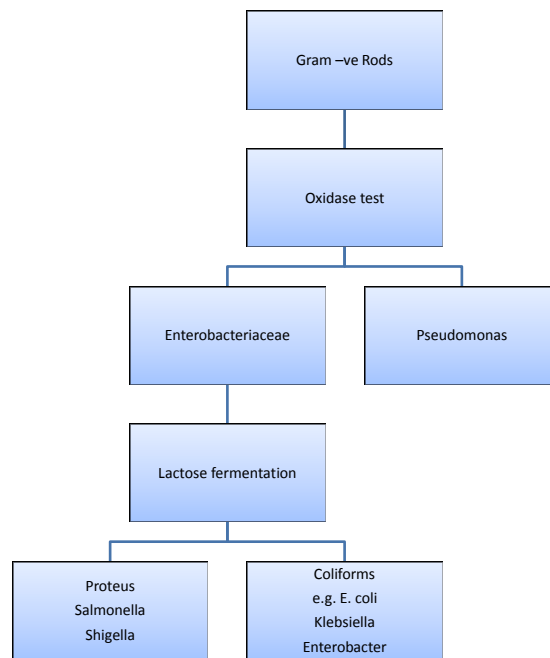 Gram –ve Rods
Oxidase test
Enterobacteriaceae
Pseudomonas
Lactose fermentation
Proteus
Salmonella
Shigella
Coliforms
e.g. E. coli
Klebsiella
Enterobacter